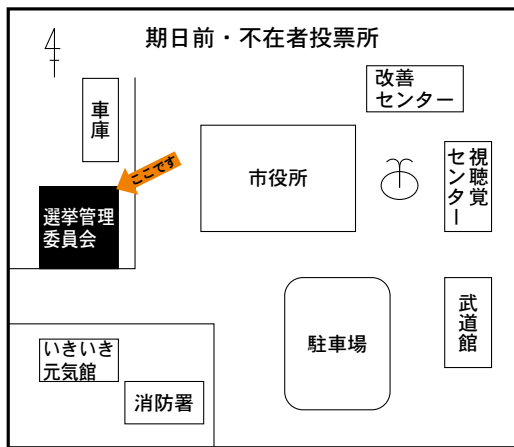 期日前・不在者投票所
改善
センター
車
庫
ここです
市役所
視聴覚
センター
選挙管理
委員会
武道館
駐車場
いきいき
元気館
消防署